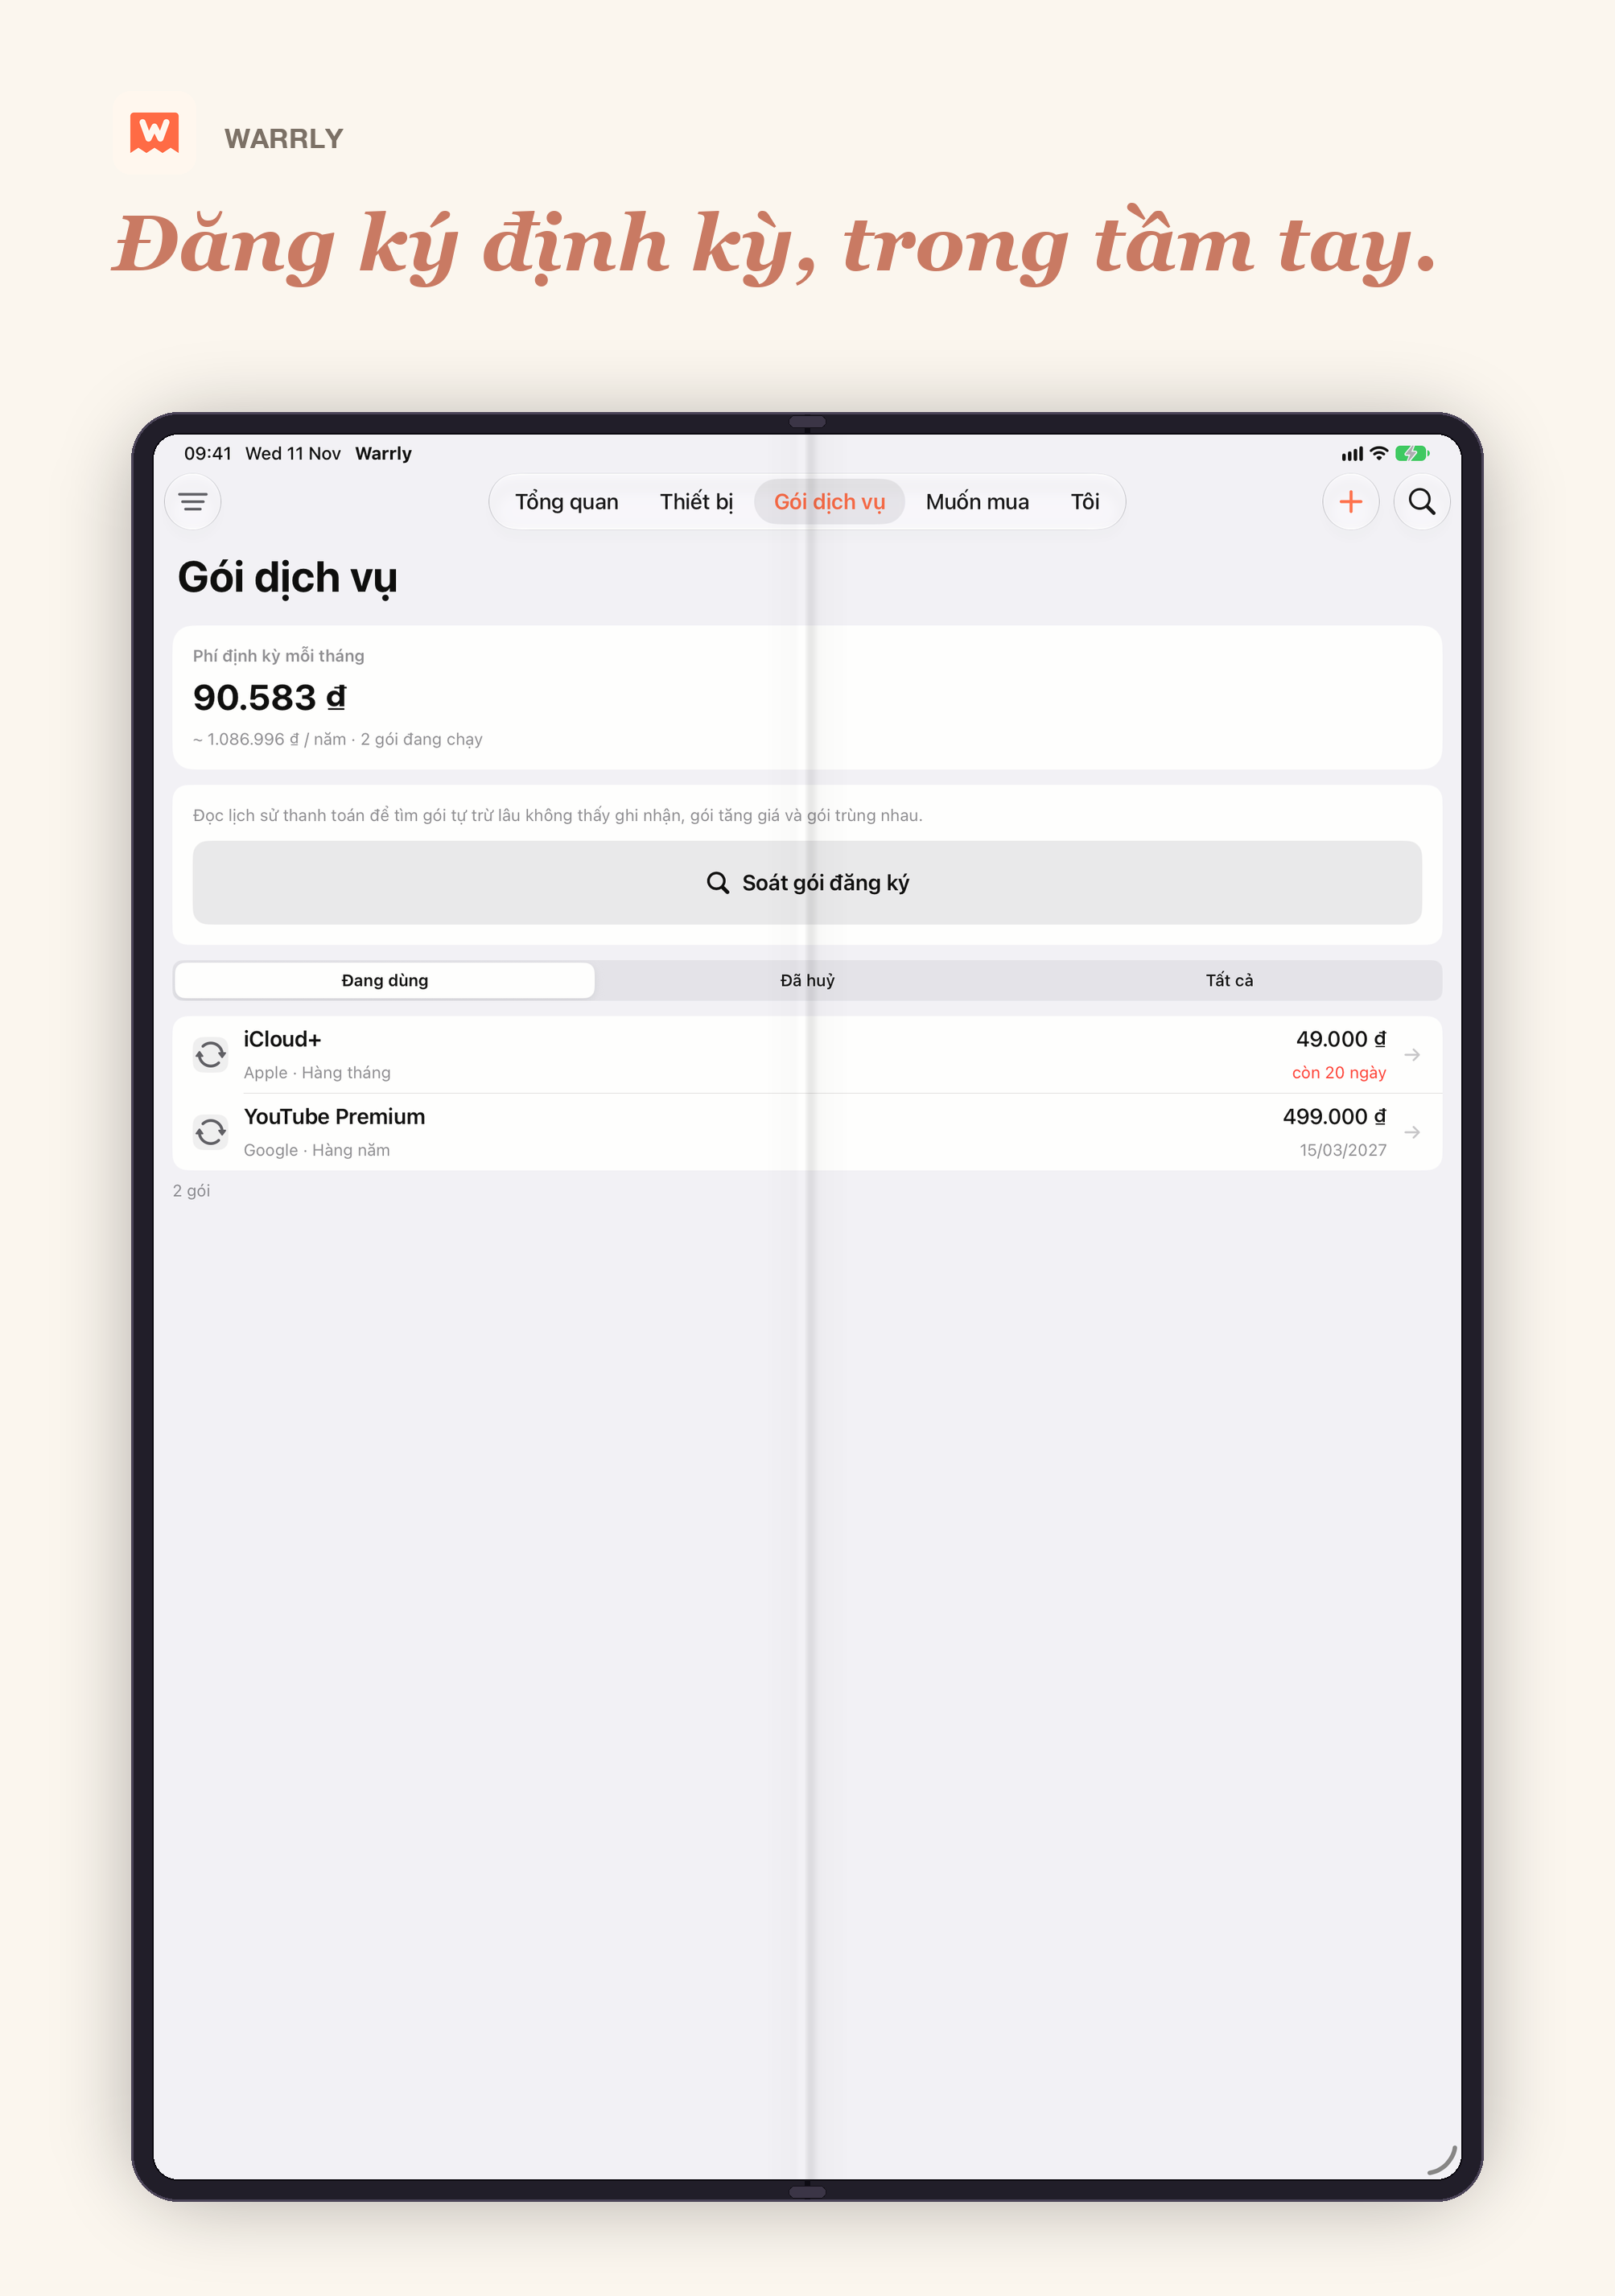 W
WARRLY
Đăng ký định kỳ, trong tầm tay.
09:41 Wed 11 Nov Warrly
Tổng quan Thiết bị Gói dịch vụ Muốn mua Tôi
Gói dịch vụ
Phí định kỳ mỗi tháng
90.583 ₫
~ 1.086.996 ₫ / năm · 2 gói đang chạy
Đọc lịch sử thanh toán để tìm gói tự trừ lâu không thấy ghi nhận, gói tăng giá và gói trùng nhau.
Soát gói đăng ký
Đang dùng Đã huỷ Tất cả
iCloud+ 49.000 ₫
Apple · Hàng tháng còn 20 ngày
YouTube Premium 499.000 ₫
Google · Hàng năm 15/03/2027
2 gói